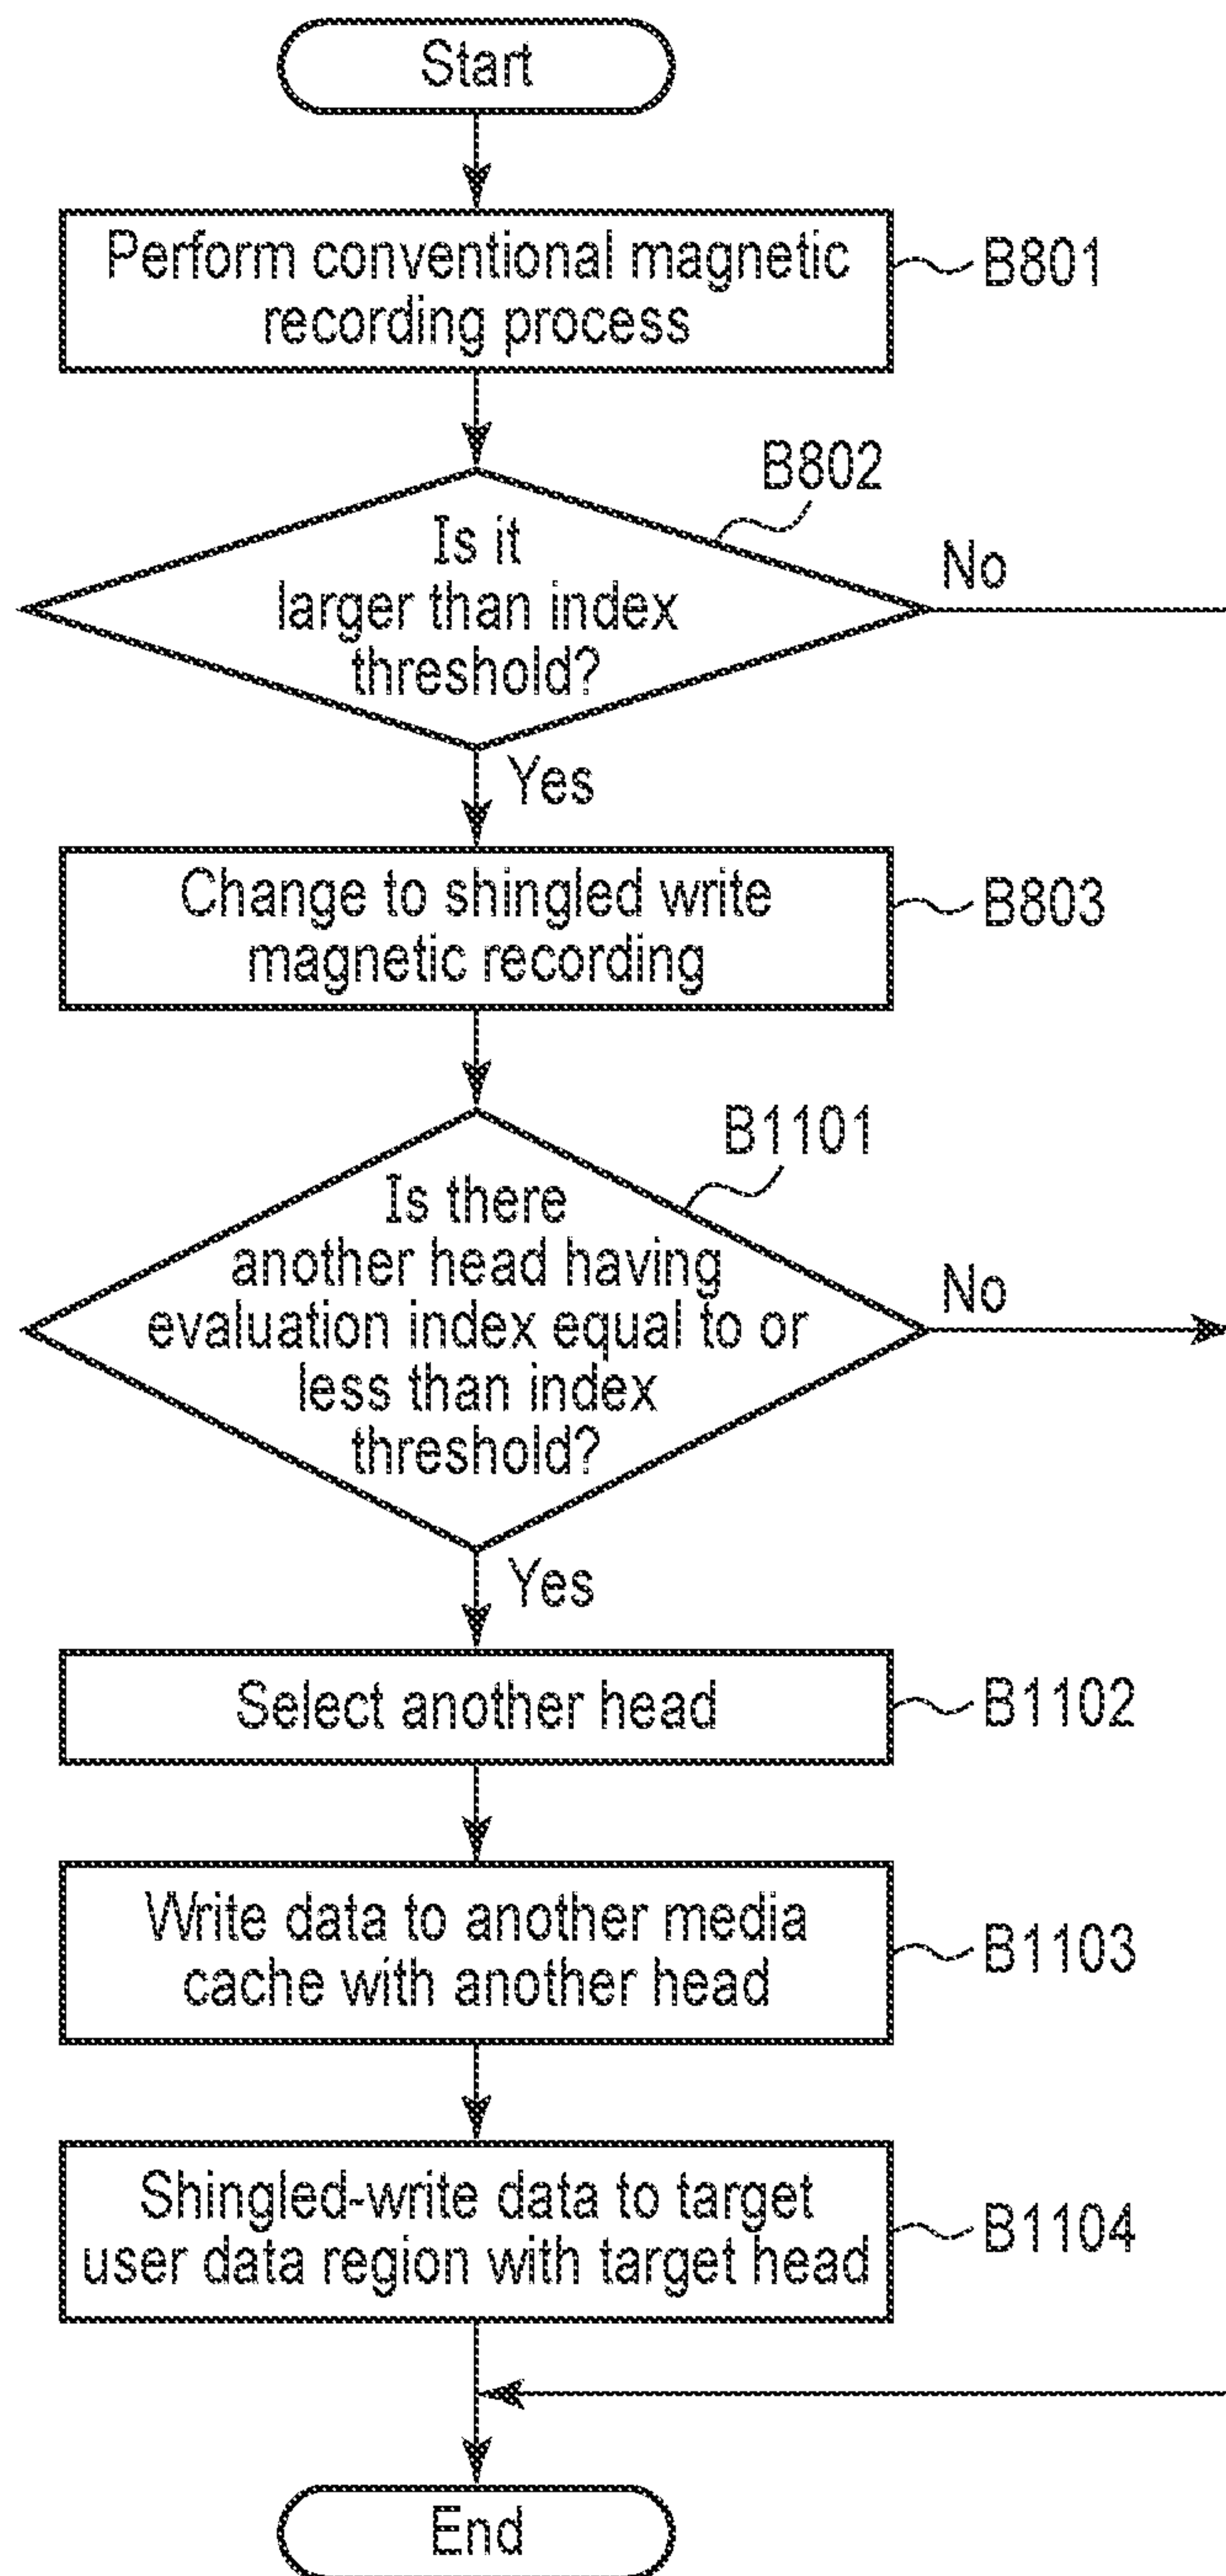 Start
Perform conventional magnetic
recording process
B801
B802
Is it
larger than index
threshold?
No
Yes
Change to shingled write
magnetic recording
B803
B1101
Is there
another head having
evaluation index equal to or
less than index
threshold?
No
Yes
Select another head
B1102
Write data to another media
cache with another head
B1103
Shingled-write data to target
user data region with target head
B1104
End